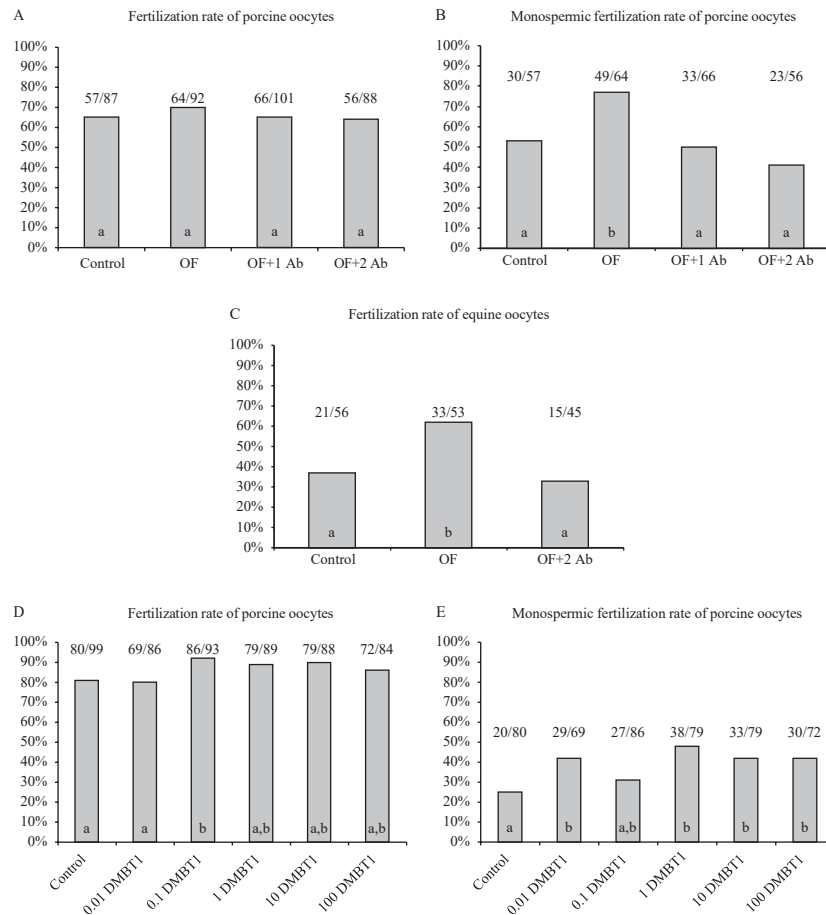 A
Fertilization rate of porcine oocytes
100%
90%
80%
70%
60%
50%
40%
30%
20%
10%
0%
57/87 64/92 66/101 56/88
a a a a
Control OF OF+1 Ab OF+2 Ab
B
Monospermic fertilization rate of porcine oocytes
100%
90%
80%
70%
60%
50%
40%
30%
20%
10%
0%
30/57 49/64 33/66 23/56
a b a a
Control OF OF+1 Ab OF+2 Ab
C
Fertilization rate of equine oocytes
100%
90%
80%
70%
60%
50%
40%
30%
20%
10%
0%
21/56 33/53 15/45
a b a
Control OF OF+2 Ab
D
Fertilization rate of porcine oocytes
100%
90%
80%
70%
60%
50%
40%
30%
20%
10%
0%
80/99 69/86 86/93 79/89 79/88 72/84
a a b a,b a,b a,b
Control 0.01 DMBT1 0.1 DMBT1 1 DMBT1 10 DMBT1 100 DMBT1
E
Monospermic fertilization rate of porcine oocytes
100%
90%
80%
70%
60%
50%
40%
30%
20%
10%
0%
20/80 29/69 27/86 38/79 33/79 30/72
a b a,b b b b
Control 0.01 DMBT1 0.1 DMBT1 1 DMBT1 10 DMBT1 100 DMBT1